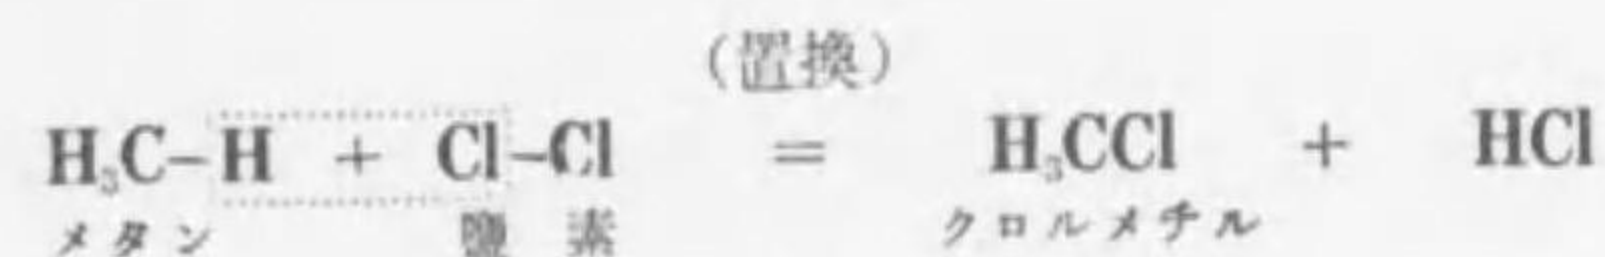 (置換)
H₃C–H + Cl–Cl = H₃CCl + HCl
メタン 鹽素 クロルメチル